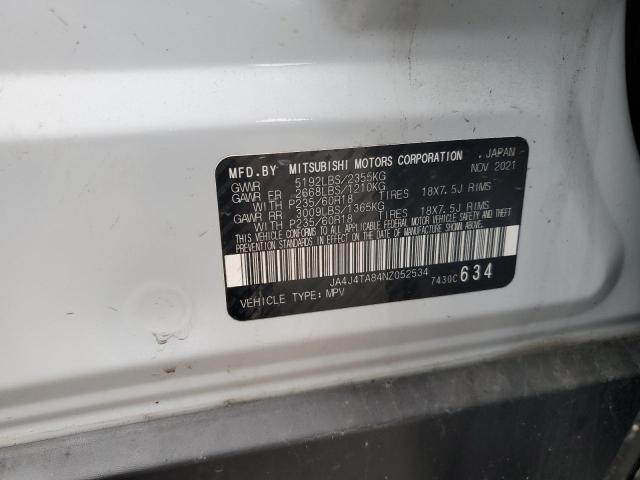 MFD.BY MITSUBISHI MOTORS CORPORATION , JAPAN
GVWR 5192LBS/2355KG NOV 2021
GAWR FR 2668LBS/1210KG
WITH P235/60R18 TIRES 18X7.5J RIMS
GAWR RR 3009LBS/1365KG
WITH P235/60R18 TIRES 18X7.5J RIMS
THIS VEHICLE CONFORMS TO ALL APPLICABLE FEDERAL MOTOR VEHICLE SAFETY AND THEFT
PREVENTION STANDARDS IN EFFECT ON THE DATE OF MANUFACTURE SHOWN ABOVE.
JA4J4TA84NZ052534 7430C 634
VEHICLE TYPE: MPV